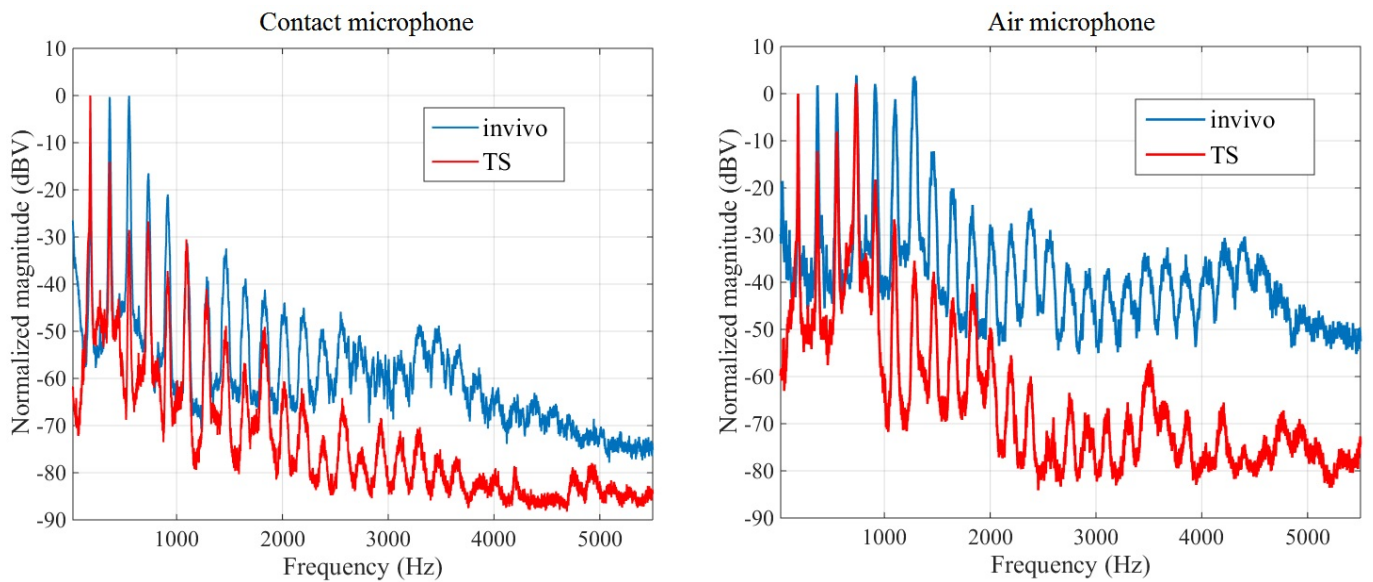 Contact microphone
10
0
-10
-20
-30
-40
-50
-60
-70
-80
-90
Normalized magnitude (dBV)
invivo
TS
1000 2000 3000 4000 5000
Frequency (Hz)
Air microphone
10
0
-10
-20
-30
-40
-50
-60
-70
-80
-90
Normalized magnitude (dBV)
invivo
TS
1000 2000 3000 4000 5000
Frequency (Hz)